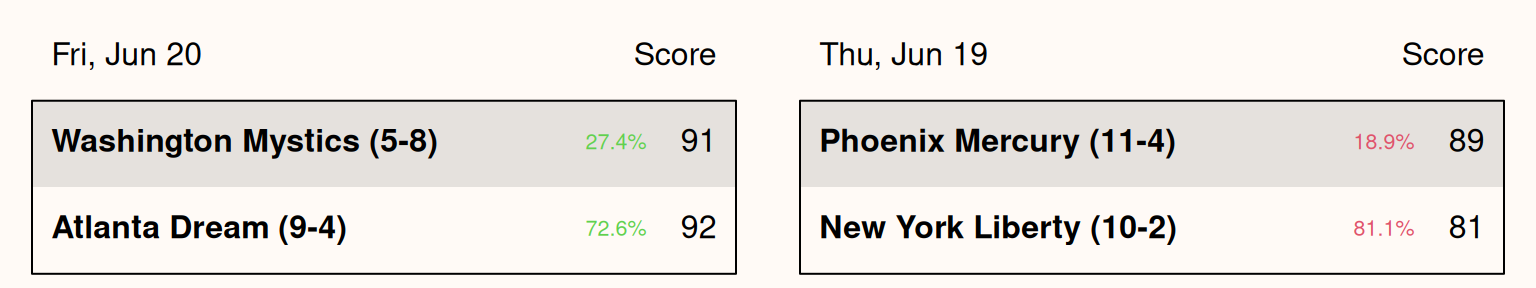 Fri, Jun 20 Score
Washington Mystics (5-8) 27.4% 91
Atlanta Dream (9-4) 72.6% 92
Thu, Jun 19 Score
Phoenix Mercury (11-4) 18.9% 89
New York Liberty (10-2) 81.1% 81